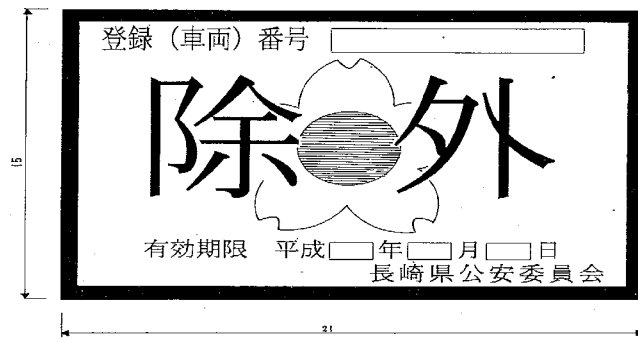 登録（車両）番号
除外
有効期限 平成 年 月 日
長崎県公安委員会
15
21